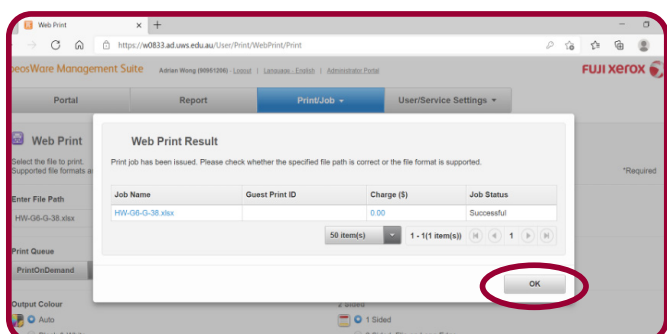 Web Print
https://w0833.ad.uws.edu.au/User/Print/WebPrint/Print
peosWare Management Suite Adrian Wong (90951206) - Logout | Language...English | Administrator Portal FUJI XEROX
Portal Report Print/Job User/Service Settings
Web Print
Select the file to print.
Supported file formats a
*Required
Web Print Result
Print job has been issued. Please check whether the specified file path is correct or the file format is supported.
Job Name Guest Print ID Charge ($) Job Status
HW-G6-G-38.xlsx 0.00 Successful
50 item(s) 1 - 1(1 item(s)) 1
OK
Enter File Path
HW-G6-G-38.xlsx
Print Queue
PrintOnDemand
Output Colour 2 Sided
Auto 1 Sided